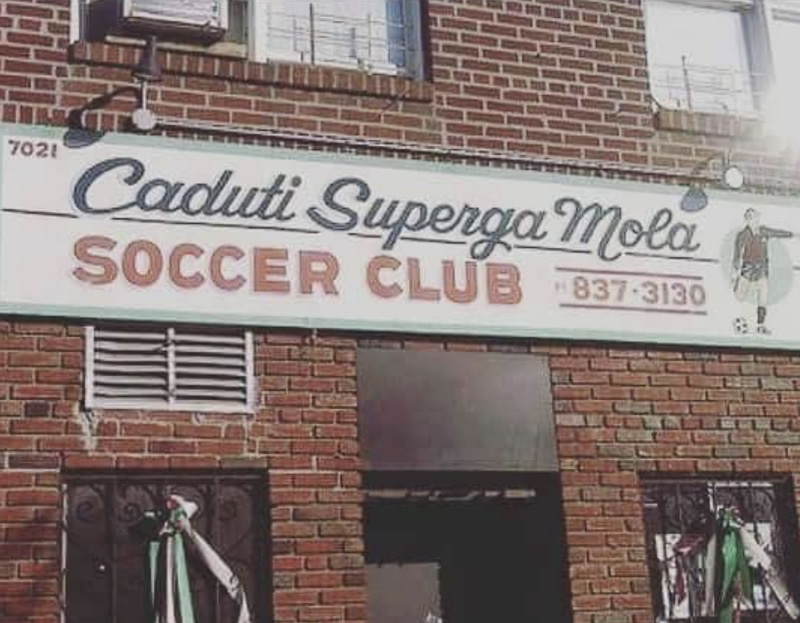 7021
Caduti Superga Mola
SOCCER CLUB
837·3130